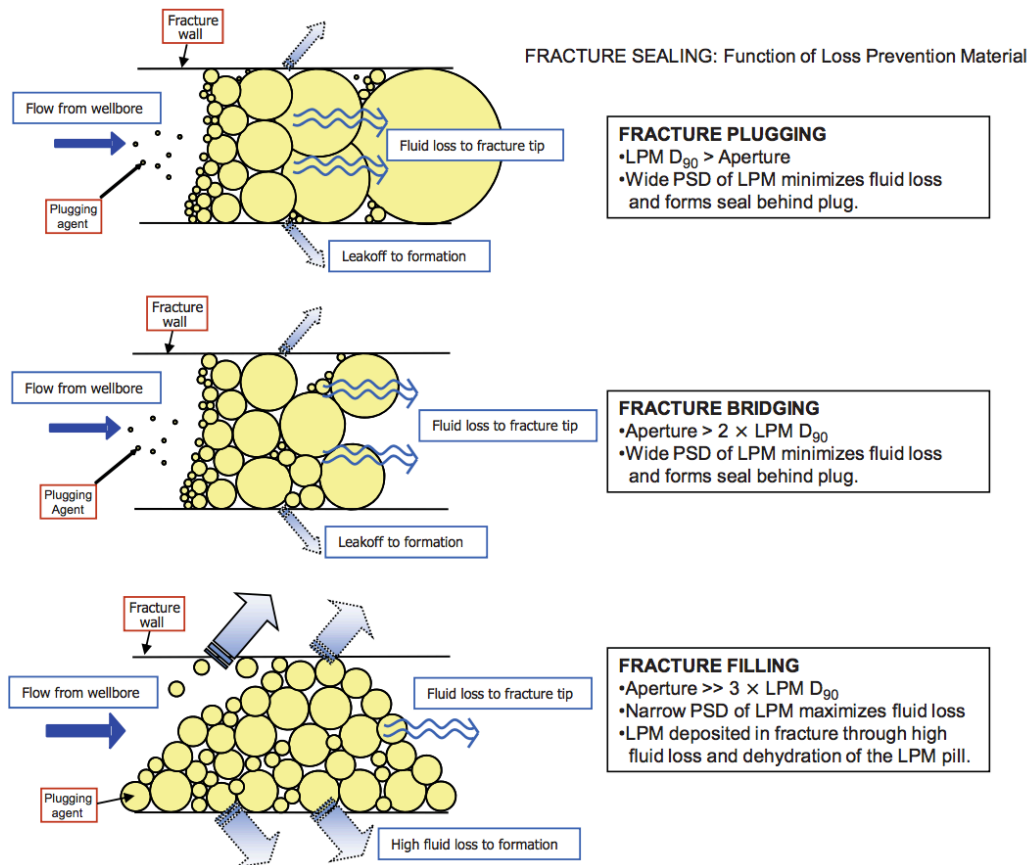 FRACTURE SEALING: Function of Loss Prevention Material
Fracture
wall
Flow from wellbore
Plugging
agent
Fluid loss to fracture tip
Leakoff to formation
FRACTURE PLUGGING
•LPM D₉₀ > Aperture
•Wide PSD of LPM minimizes fluid loss
and forms seal behind plug.
Fracture
wall
Flow from wellbore
Plugging
Agent
Fluid loss to fracture tip
Leakoff to formation
FRACTURE BRIDGING
•Aperture > 2 × LPM D₉₀
•Wide PSD of LPM minimizes fluid loss
and forms seal behind plug.
Fracture
wall
Flow from wellbore
Plugging
agent
Fluid loss to fracture tip
High fluid loss to formation
FRACTURE FILLING
•Aperture >> 3 × LPM D₉₀
•Narrow PSD of LPM maximizes fluid loss
•LPM deposited in fracture through high
fluid loss and dehydration of the LPM pill.